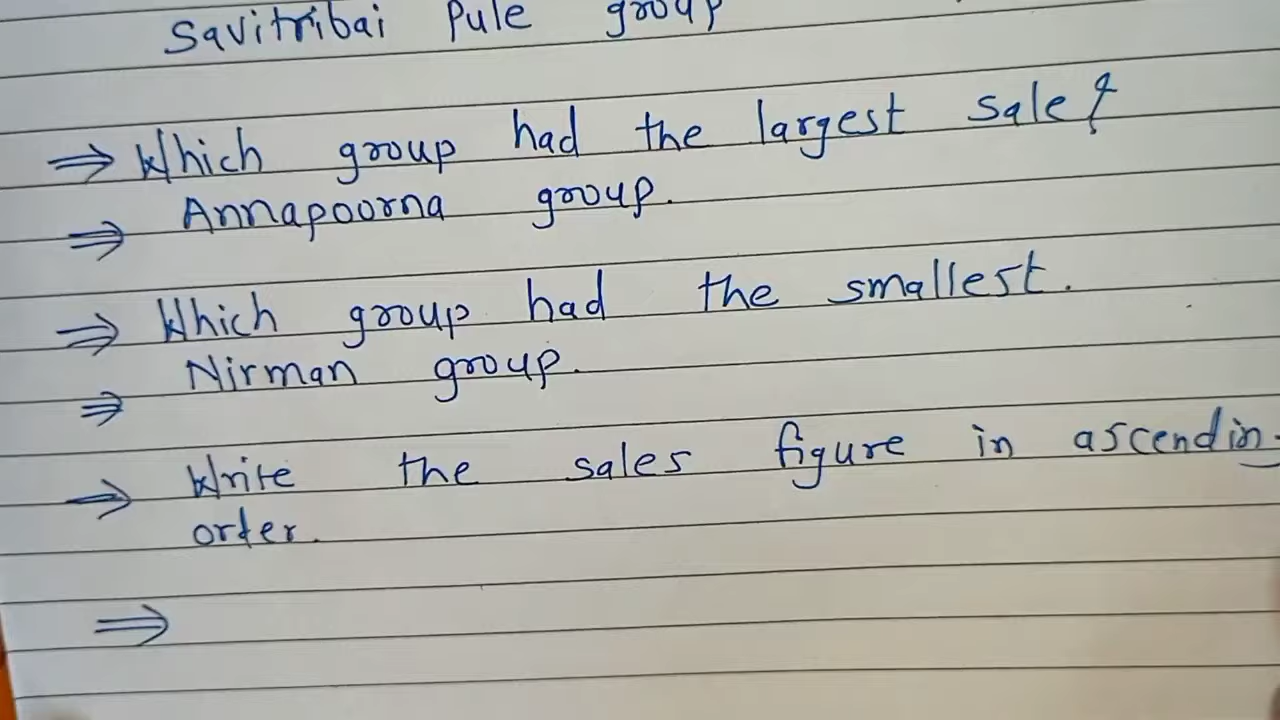 Savitribai Pule group
⇒ Which group had the largest sale?
⇒ Annapoorna group.
⇒ Which group had the smallest.
⇒ Nirman group.
⇒ Write the sales figure in ascendin
order.
⇒